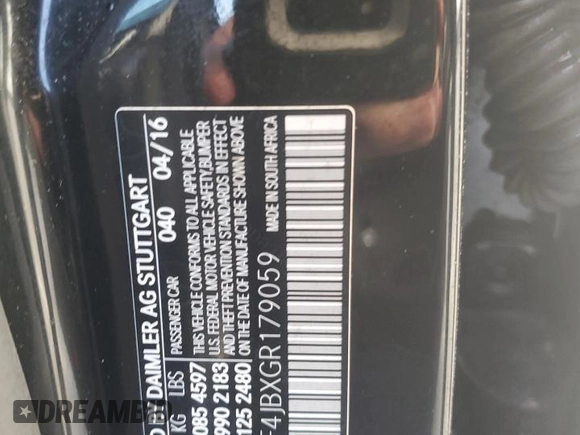 DAIMLER AG STUTTGART
040 04/16
KG LBS PASSENGER CAR
085 4597 THIS VEHICLE CONFORMS TO ALL APPLICABLE
U.S. FEDERAL MOTOR VEHICLE SAFETY, BUMPER
990 2183 AND THEFT PREVENTION STANDARDS IN EFFECT
125 2480 ON THE DATE OF MANUFACTURE SHOWN ABOVE
4JBXGR179059 MADE IN SOUTH AFRICA
DREAMBID